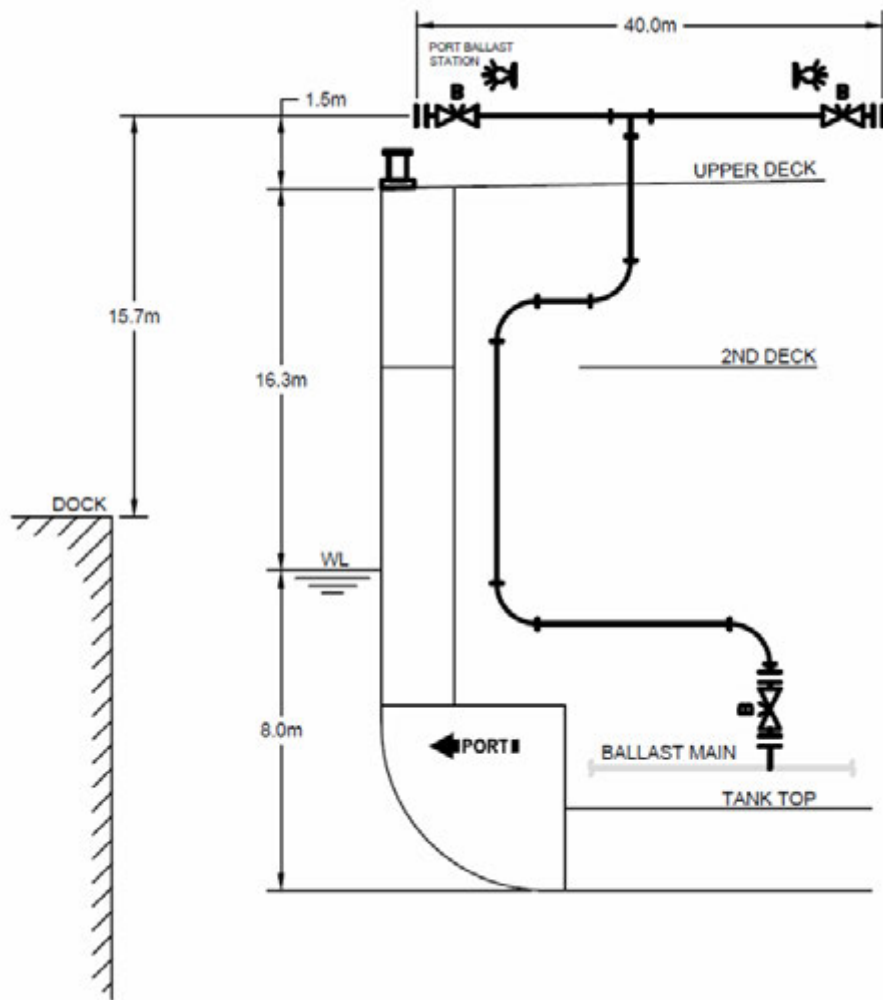 40.0m
PORT BALLAST
STATION
B
B
1.5m
UPPER DECK
15.7m
16.3m
2ND DECK
DOCK
WL
8.0m
PORT
B
BALLAST MAIN
TANK TOP